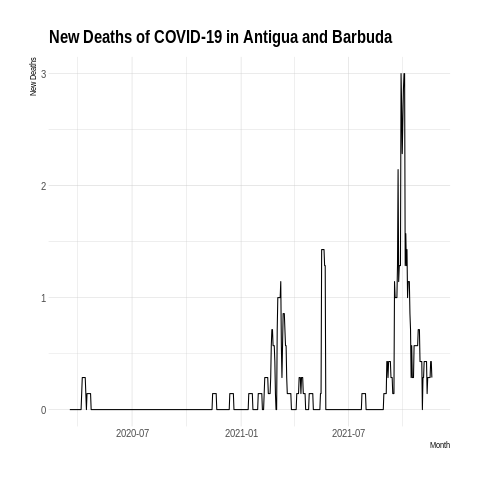 New Deaths of COVID-19 in Antigua and Barbuda
New Deaths
3
2
1
0
2020-07
2021-01
2021-07
Month